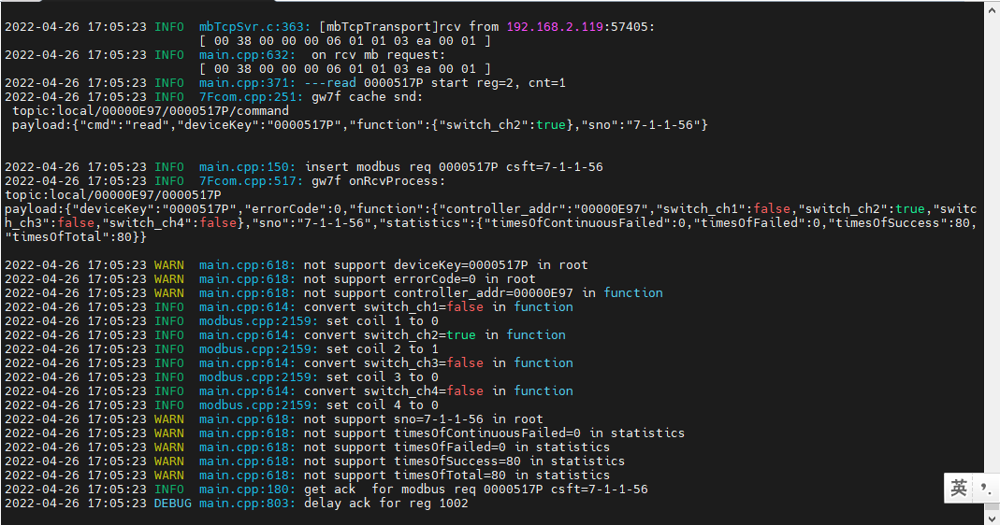 2022-04-26 17:05:23 INFO  mbTcpSvr.c:363: [mbTcpTransport]rcv from 192.168.2.119:57405:
[ 00 38 00 00 00 06 01 01 03 ea 00 01 ]
2022-04-26 17:05:23 INFO  main.cpp:632:  on rcv mb request:
[ 00 38 00 00 00 06 01 01 03 ea 00 01 ]
2022-04-26 17:05:23 INFO  main.cpp:371: ---read 0000517P start reg=2, cnt=1
2022-04-26 17:05:23 INFO  7Fcom.cpp:251: gw7f cache snd:
topic:local/00000E97/0000517P/command
payload:{"cmd":"read","deviceKey":"0000517P","function":{"switch_ch2":true},"sno":"7-1-1-56"}
2022-04-26 17:05:23 INFO  main.cpp:150: insert modbus req 0000517P csft=7-1-1-56
2022-04-26 17:05:23 INFO  7Fcom.cpp:517: gw7f onRcvProcess:
topic:local/00000E97/0000517P
payload:{"deviceKey":"0000517P","errorCode":0,"function":{"controller_addr":"00000E97","switch_ch1":false,"switch_ch2":true,"switc
h_ch3":false,"switch_ch4":false},"sno":"7-1-1-56","statistics":{"timesOfContinuousFailed":0,"timesOfFailed":0,"timesOfSuccess":80,
"timesOfTotal":80}}
2022-04-26 17:05:23 WARN  main.cpp:618: not support deviceKey=0000517P in root
2022-04-26 17:05:23 WARN  main.cpp:618: not support errorCode=0 in root
2022-04-26 17:05:23 WARN  main.cpp:618: not support controller_addr=00000E97 in function
2022-04-26 17:05:23 INFO  main.cpp:614: convert switch_ch1=false in function
2022-04-26 17:05:23 INFO  modbus.cpp:2159: set coil 1 to 0
2022-04-26 17:05:23 INFO  main.cpp:614: convert switch_ch2=true in function
2022-04-26 17:05:23 INFO  modbus.cpp:2159: set coil 2 to 1
2022-04-26 17:05:23 INFO  main.cpp:614: convert switch_ch3=false in function
2022-04-26 17:05:23 INFO  modbus.cpp:2159: set coil 3 to 0
2022-04-26 17:05:23 INFO  main.cpp:614: convert switch_ch4=false in function
2022-04-26 17:05:23 INFO  modbus.cpp:2159: set coil 4 to 0
2022-04-26 17:05:23 WARN  main.cpp:618: not support sno=7-1-1-56 in root
2022-04-26 17:05:23 WARN  main.cpp:618: not support timesOfContinuousFailed=0 in statistics
2022-04-26 17:05:23 WARN  main.cpp:618: not support timesOfFailed=0 in statistics
2022-04-26 17:05:23 WARN  main.cpp:618: not support timesOfSuccess=80 in statistics
2022-04-26 17:05:23 WARN  main.cpp:618: not support timesOfTotal=80 in statistics
2022-04-26 17:05:23 INFO  main.cpp:180: get ack  for modbus req 0000517P csft=7-1-1-56
2022-04-26 17:05:23 DEBUG main.cpp:803: delay ack for reg 1002
英 ，